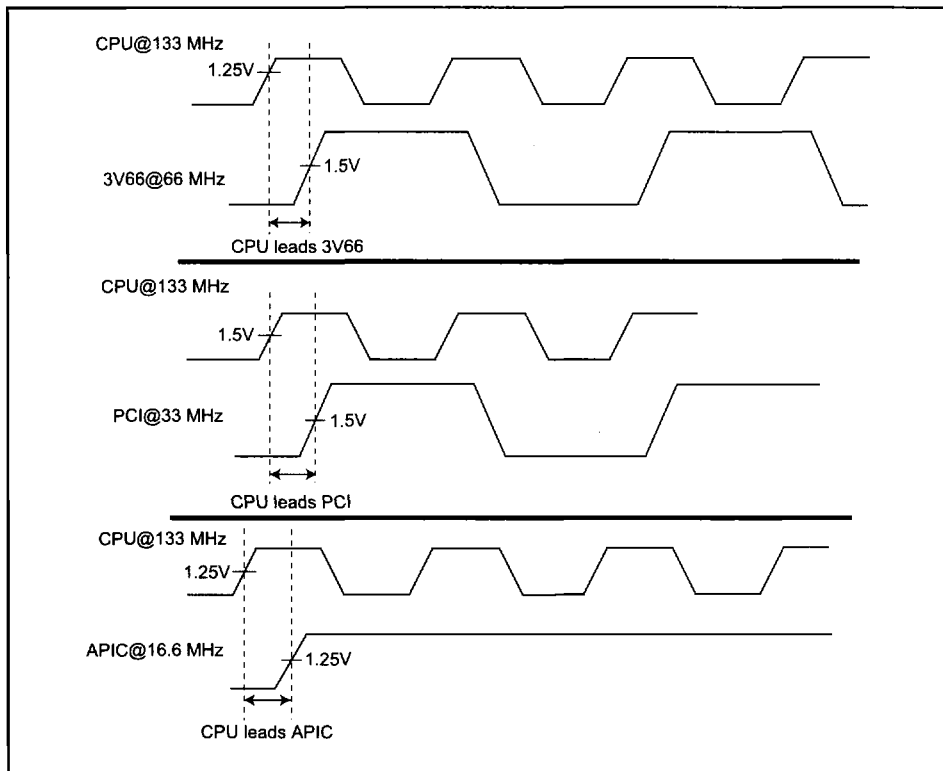 CPU@133 MHz
1.25V
1.5V
3V66@66 MHz
CPU leads 3V66
CPU@133 MHz
1.5V
PCI@33 MHz
1.5V
CPU leads PCI
CPU@133 MHz
1.25V
APIC@16.6 MHz
1.25V
CPU leads APIC